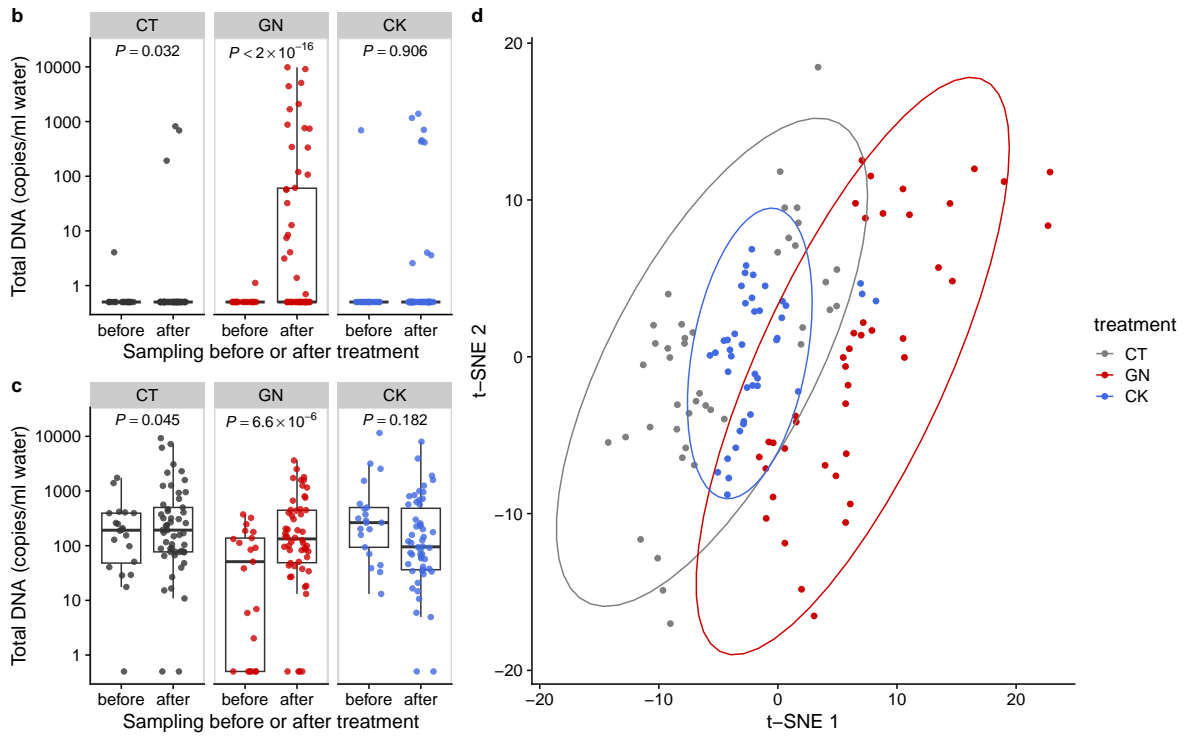 b
CT GN CK
P = 0.032
P < 2 × 10−16
P = 0.906
Total DNA (copies/ml water)
10000
1000
100
10
1
before after before after before after
Sampling before or after treatment
c
CT GN CK
P = 0.045
P = 6.6 × 10−6
P = 0.182
Total DNA (copies/ml water)
10000
1000
100
10
1
before after before after before after
Sampling before or after treatment
d
t−SNE 2
20
10
0
−10
−20
−20 −10 0 10 20
t−SNE 1
treatment
CT
GN
CK